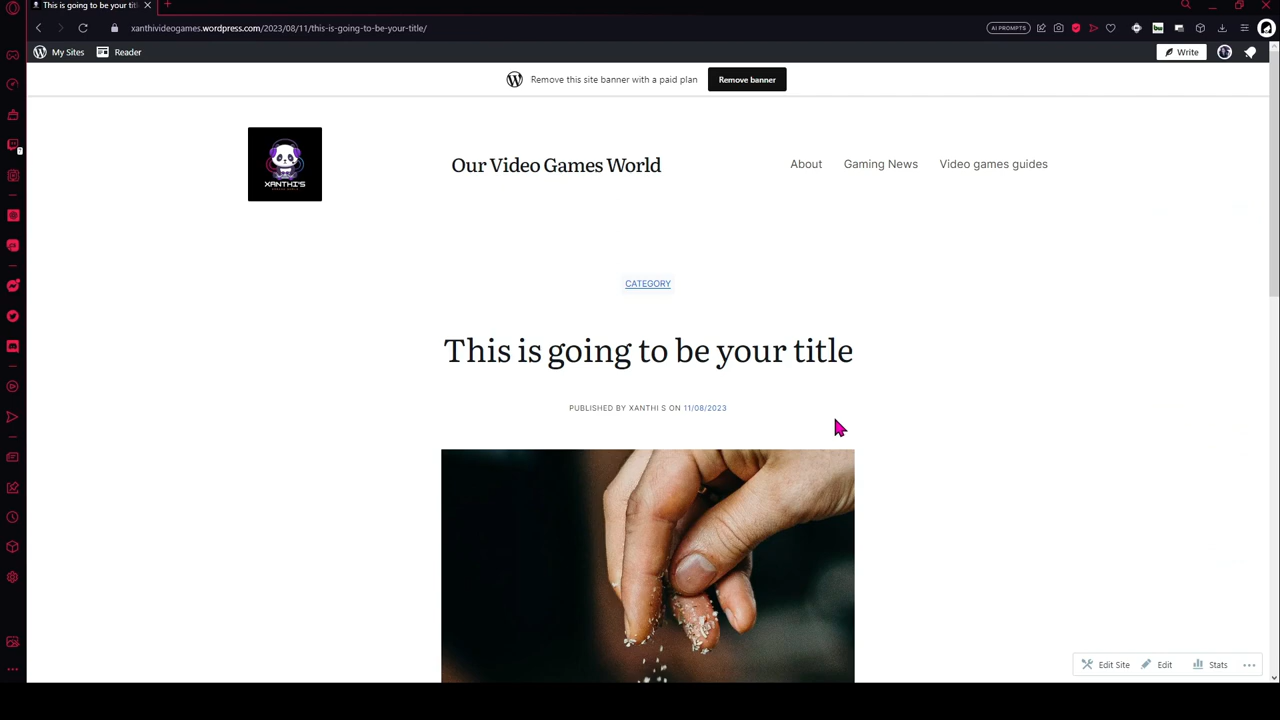 This is going to be your titl
xanthivideogames.wordpress.com/2023/08/11/this-is-going-to-be-your-title/
AI PROMPTS
My Sites
Reader
Write
Remove this site banner with a paid plan
Remove banner
XANTHI'S
Our Video Games World
About
Gaming News
Video games guides
CATEGORY
This is going to be your title
PUBLISHED BY XANTHI S ON 11/08/2023
Edit Site
Edit
Stats